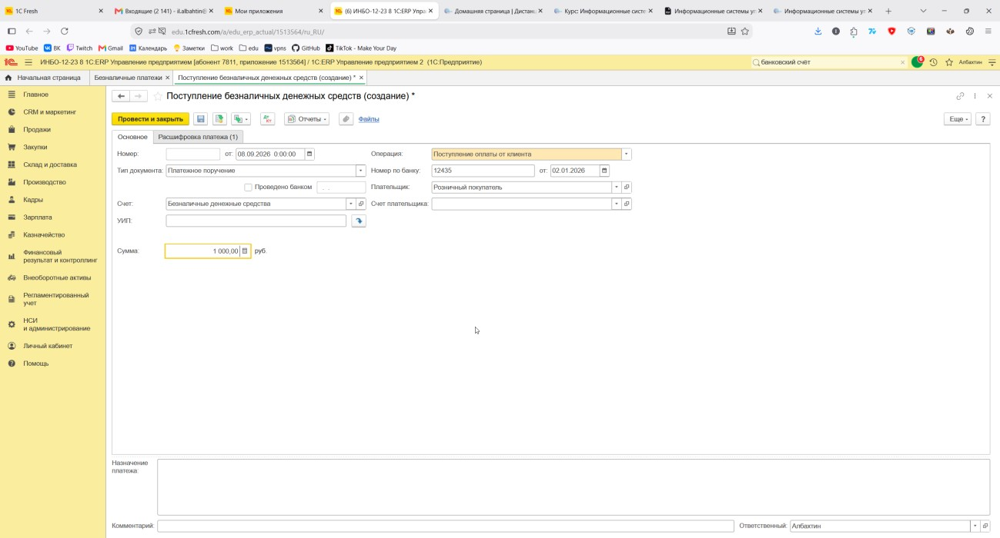 1C Fresh
Входящие (2 141) - il.albahtin@
Мои приложения
(6) ИНБО-12-23 8 1С:ERP Упра
Домашняя страница | Дистанц
Курс: Информационные систе
Информационные системы уп
Информационные системы уп
edu.1cfresh.com/a/edu_erp_actual/1513564/ru_RU/
YouTube ВК Twitch Gmail Календарь Заметки work edu vpns GitHub TikTok - Make Your Day
ИНБО-12-23 8 1С:ERP Управление предприятием [абонент 7811, приложение 1513564] / 1С:ERP Управление предприятием 2 (1С:Предприятие)
банковский счёт
6
Албахтин
Начальная страница
Безналичные платежи
Поступление безналичных денежных средств (создание) *
Главное
CRM и маркетинг
Продажи
Закупки
Склад и доставка
Производство
Кадры
Зарплата
Казначейство
Финансовый
результат и контроллинг
Внеоборотные активы
Регламентированный
учет
НСИ
и администрирование
Личный кабинет
Помощь
Поступление безналичных денежных средств (создание) *
Провести и закрыть
Дт
Кт
Отчеты
Файлы
Еще
?
Основное
Расшифровка платежа (1)
Номер:
от: 08.09.2026 0:00:00
Операция: Поступление оплаты от клиента
Тип документа: Платежное поручение
Номер по банку: 12435
от: 02.01.2026
Проведено банком . .
Плательщик: Розничный покупатель
Счет: Безналичные денежные средства
Счет плательщика:
УИП:
Сумма: 1 000,00 руб.
Назначение
платежа:
Комментарий:
Ответственный: Албахтин